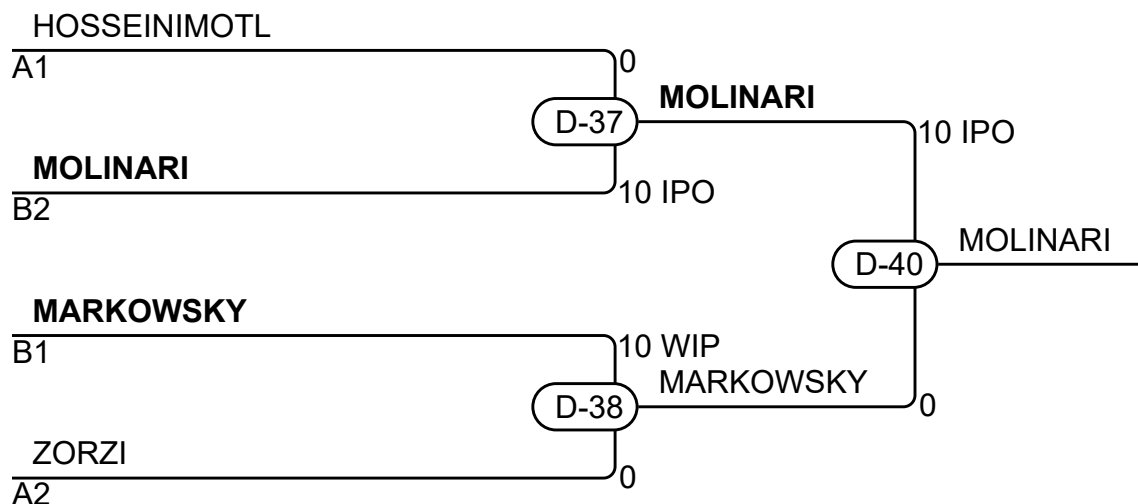 HOSSEINIMOTL
A1
0
D-37
MOLINARI
10 IPO
MOLINARI
B2
10 IPO
D-40
MOLINARI
MARKOWSKY
B1
10 WIP
MARKOWSKY
D-38
0
ZORZI
A2
0